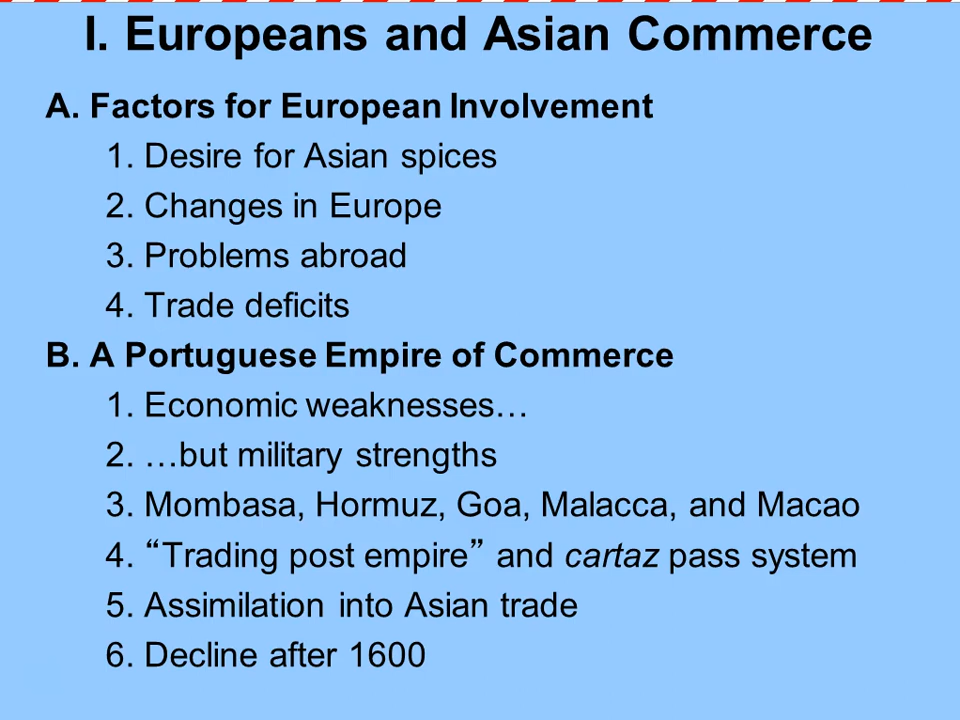 I. Europeans and Asian Commerce
A. Factors for European Involvement
1. Desire for Asian spices
2. Changes in Europe
3. Problems abroad
4. Trade deficits
B. A Portuguese Empire of Commerce
1. Economic weaknesses…
2. …but military strengths
3. Mombasa, Hormuz, Goa, Malacca, and Macao
4. “Trading post empire” and cartaz pass system
5. Assimilation into Asian trade
6. Decline after 1600